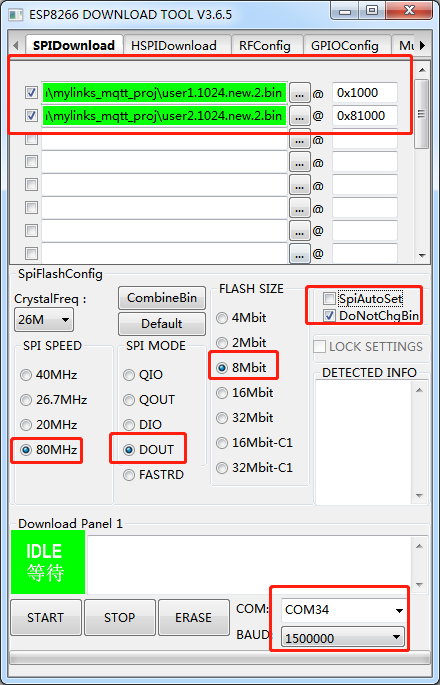 ESP8266 DOWNLOAD TOOL V3.6.5
SPIDownload HSPIDownload RFConfig GPIOConfig Mu
i\mylinks_mqtt_proj\user1.1024.new.2.bin ... @ 0x1000
i\mylinks_mqtt_proj\user2.1024.new.2.bin ... @ 0x81000
... @
... @
... @
... @
... @
... @
SpiFlashConfig
CrystalFreq :
26M
CombineBin
Default
SPI SPEED
40MHz
26.7MHz
20MHz
80MHz
SPI MODE
QIO
QOUT
DIO
DOUT
FASTRD
FLASH SIZE
4Mbit
2Mbit
8Mbit
16Mbit
32Mbit
16Mbit-C1
32Mbit-C1
SpiAutoSet
DoNotChgBin
LOCK SETTINGS
DETECTED INFO
Download Panel 1
IDLE
等待
START STOP ERASE
COM: COM34
BAUD: 1500000